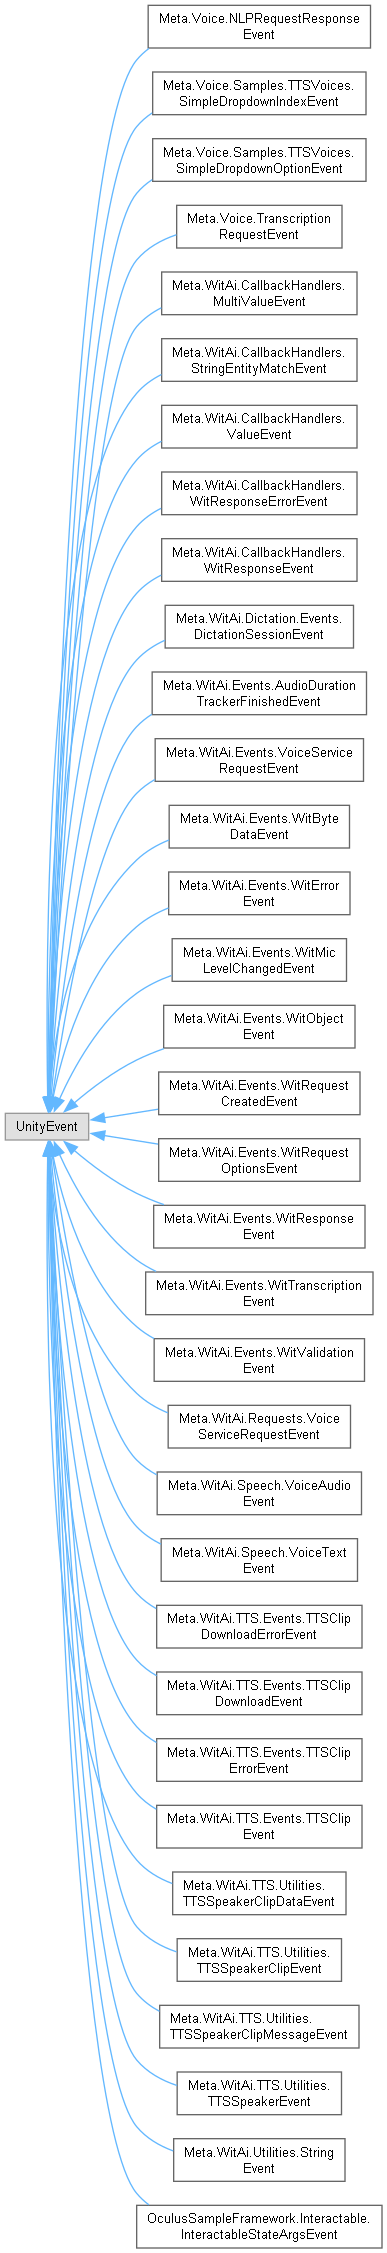 Meta.Voice.NLPRequestResponse
Event
Meta.Voice.Samples.TTSVoices.
SimpleDropdownIndexEvent
Meta.Voice.Samples.TTSVoices.
SimpleDropdownOptionEvent
Meta.Voice.Transcription
RequestEvent
Meta.WitAi.CallbackHandlers.
MultiValueEvent
Meta.WitAi.CallbackHandlers.
StringEntityMatchEvent
Meta.WitAi.CallbackHandlers.
ValueEvent
Meta.WitAi.CallbackHandlers.
WitResponseErrorEvent
Meta.WitAi.CallbackHandlers.
WitResponseEvent
Meta.WitAi.Dictation.Events.
DictationSessionEvent
Meta.WitAi.Events.AudioDuration
TrackerFinishedEvent
Meta.WitAi.Events.VoiceService
RequestEvent
Meta.WitAi.Events.WitByte
DataEvent
Meta.WitAi.Events.WitError
Event
Meta.WitAi.Events.WitMic
LevelChangedEvent
Meta.WitAi.Events.WitObject
Event
Meta.WitAi.Events.WitRequest
CreatedEvent
UnityEvent
Meta.WitAi.Events.WitRequest
OptionsEvent
Meta.WitAi.Events.WitResponse
Event
Meta.WitAi.Events.WitTranscription
Event
Meta.WitAi.Events.WitValidation
Event
Meta.WitAi.Requests.Voice
ServiceRequestEvent
Meta.WitAi.Speech.VoiceAudio
Event
Meta.WitAi.Speech.VoiceText
Event
Meta.WitAi.TTS.Events.TTSClip
DownloadErrorEvent
Meta.WitAi.TTS.Events.TTSClip
DownloadEvent
Meta.WitAi.TTS.Events.TTSClip
ErrorEvent
Meta.WitAi.TTS.Events.TTSClip
Event
Meta.WitAi.TTS.Utilities.
TTSSpeakerClipDataEvent
Meta.WitAi.TTS.Utilities.
TTSSpeakerClipEvent
Meta.WitAi.TTS.Utilities.
TTSSpeakerClipMessageEvent
Meta.WitAi.TTS.Utilities.
TTSSpeakerEvent
Meta.WitAi.Utilities.String
Event
OculusSampleFramework.Interactable.
InteractableStateArgsEvent